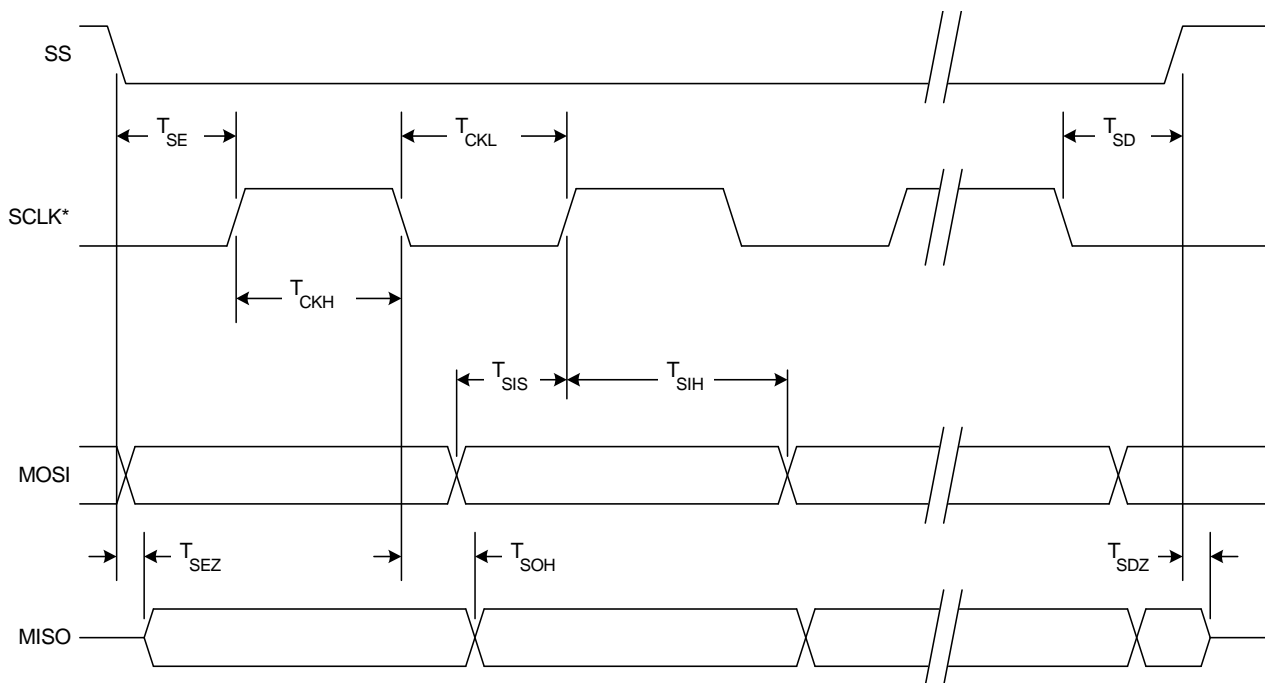 SS
T_SE
T_CKL
T_SD
SCLK*
T_CKH
T_SIS
T_SIH
MOSI
T_SEZ
T_SOH
T_SDZ
MISO